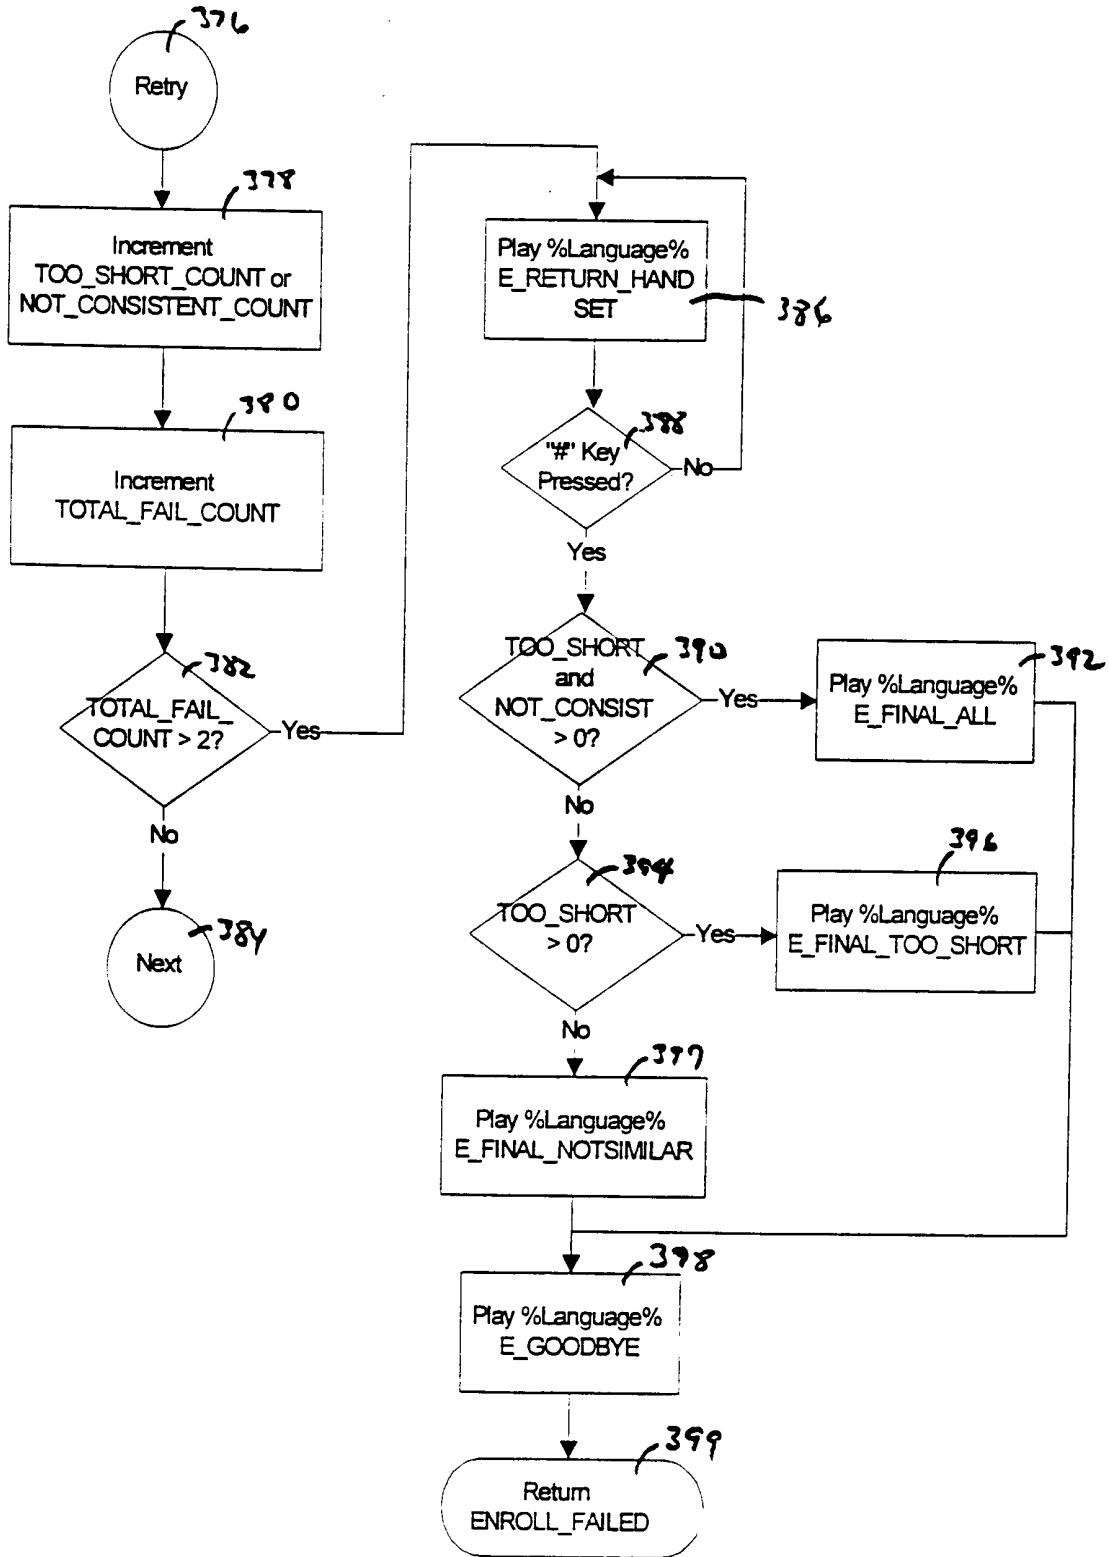 376
Retry
378
Increment
TOO_SHORT_COUNT or
NOT_CONSISTENT_COUNT
380
Increment
TOTAL_FAIL_COUNT
382
TOTAL_FAIL_
COUNT > 2?
Yes
No
384
Next
Play %Language%
E_RETURN_HAND
SET
386
388
"#" Key
Pressed?
No
Yes
TOO_SHORT
and
NOT_CONSIST
> 0?
390
Yes
392
Play %Language%
E_FINAL_ALL
No
394
TOO_SHORT
> 0?
Yes
396
Play %Language%
E_FINAL_TOO_SHORT
No
397
Play %Language%
E_FINAL_NOTSIMILAR
398
Play %Language%
E_GOODBYE
399
Return
ENROLL_FAILED